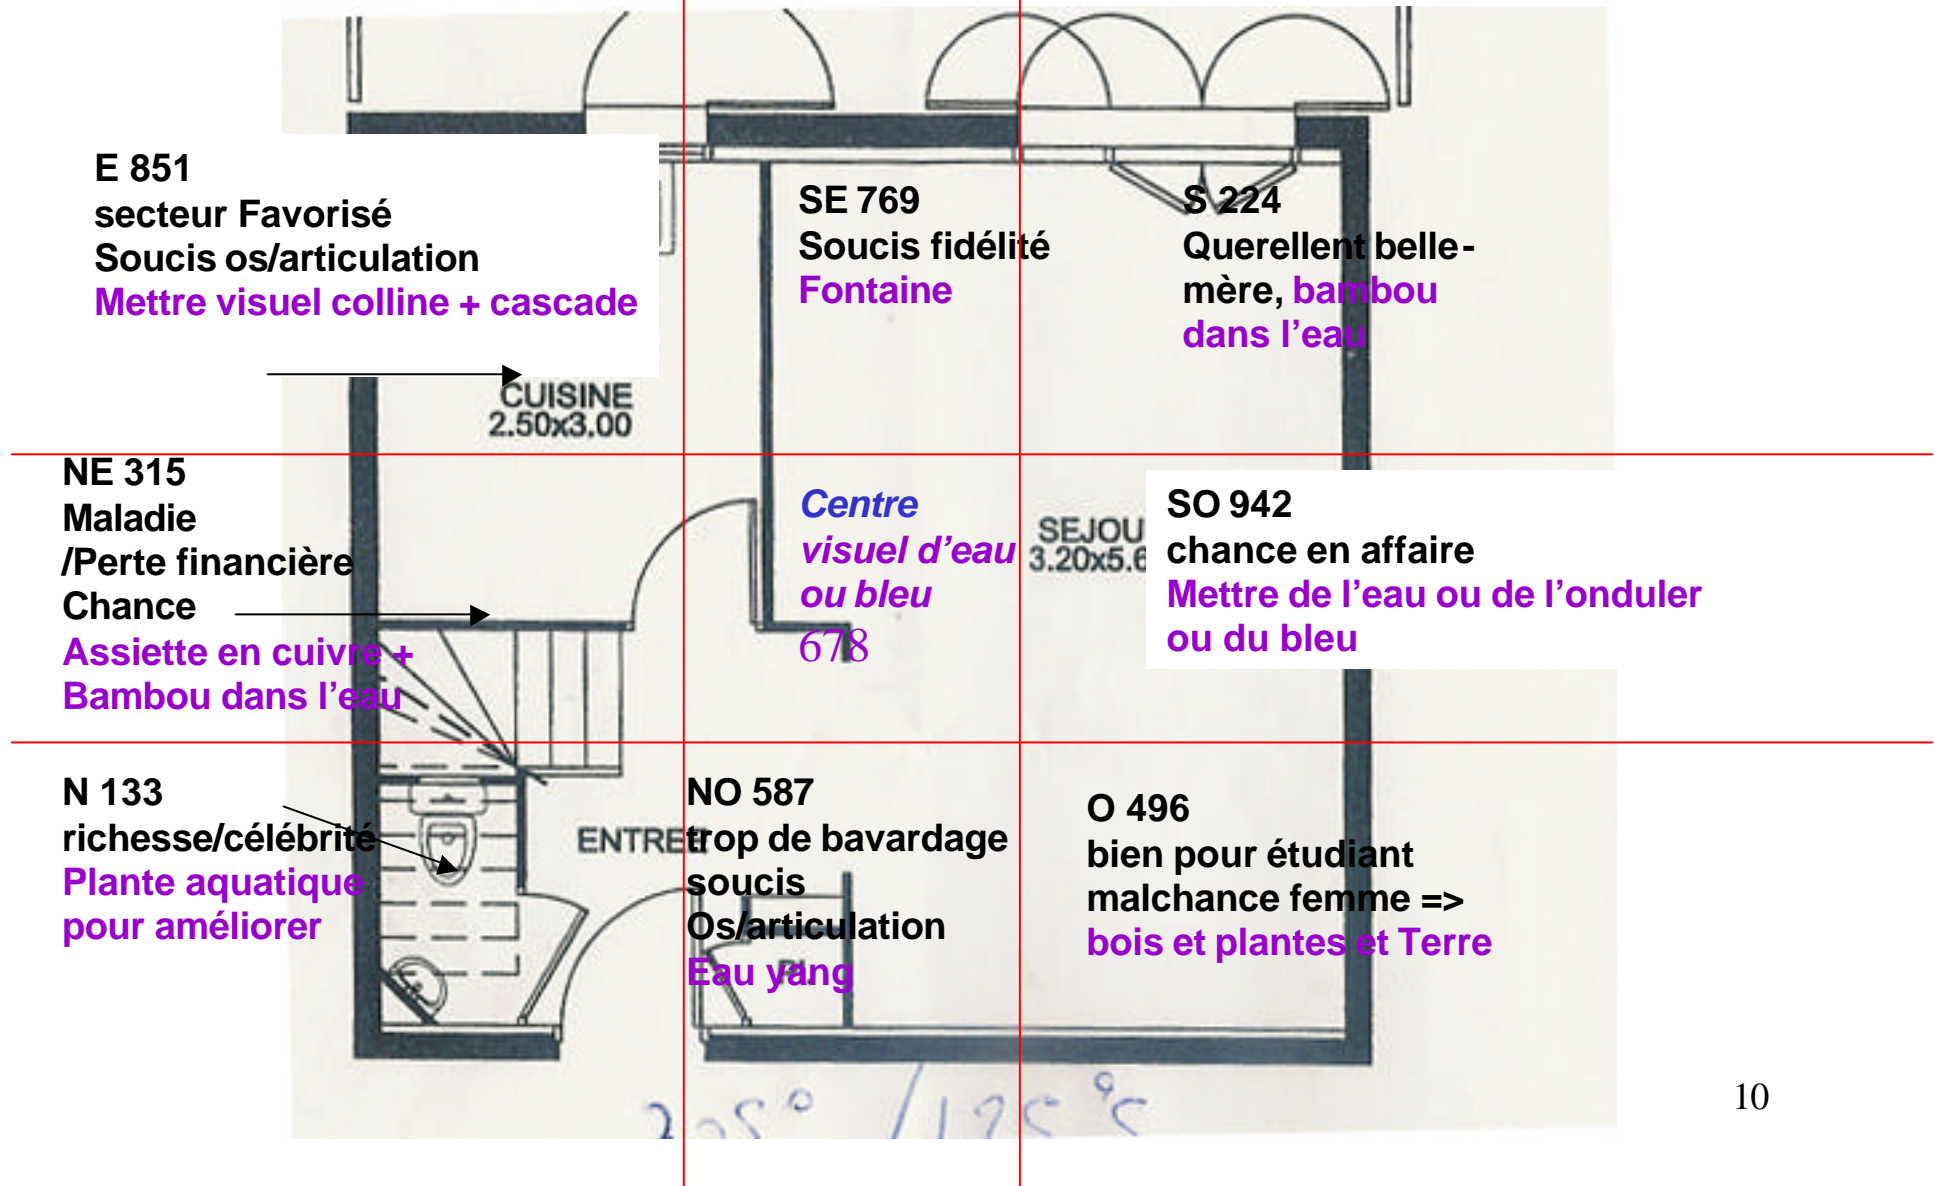 E 851
secteur Favorisé
Soucis os/articulation
Mettre visuel colline + cascade
SE 769
Soucis fidélité
Fontaine
S 224
Querellent belle-
mère, bambou
dans l'eau
CUISINE
2.50x3.00
NE 315
Maladie
/Perte financière
Chance
Assiette en cuivre +
Bambou dans l'eau
Centre
visuel d'eau
ou bleu
678
SEJOU
3.20x5.6
SO 942
chance en affaire
Mettre de l'eau ou de l'onduler
ou du bleu
N 133
richesse/célébrité
Plante aquatique
pour améliorer
ENTREE
NO 587
trop de bavardage
soucis
Os/articulation
Eau yang
O 496
bien pour étudiant
malchance femme =>
bois et plantes et Terre
10